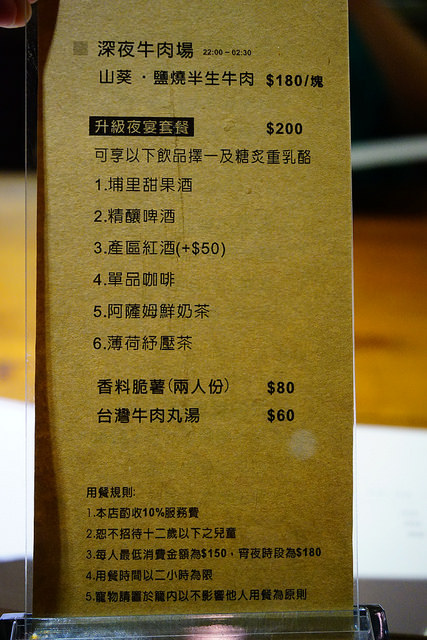 深夜牛肉場 22:00 - 02:30
山葵・鹽燒半生牛肉 $180/塊
升級夜宴套餐 $200
可享以下飲品擇一及糖炙重乳酪
1.埔里甜果酒
2.精釀啤酒
3.產區紅酒(+$50)
4.單品咖啡
5.阿薩姆鮮奶茶
6.薄荷紓壓茶
香料脆薯(兩人份) $80
台灣牛肉丸湯 $60
用餐規則:
1.本店酌收10%服務費
2.恕不招待十二歲以下之兒童
3.每人最低消費金額為$150，宵夜時段為$180
4.用餐時間以二小時為限
5.寵物請置於籠內以不影響他人用餐為原則